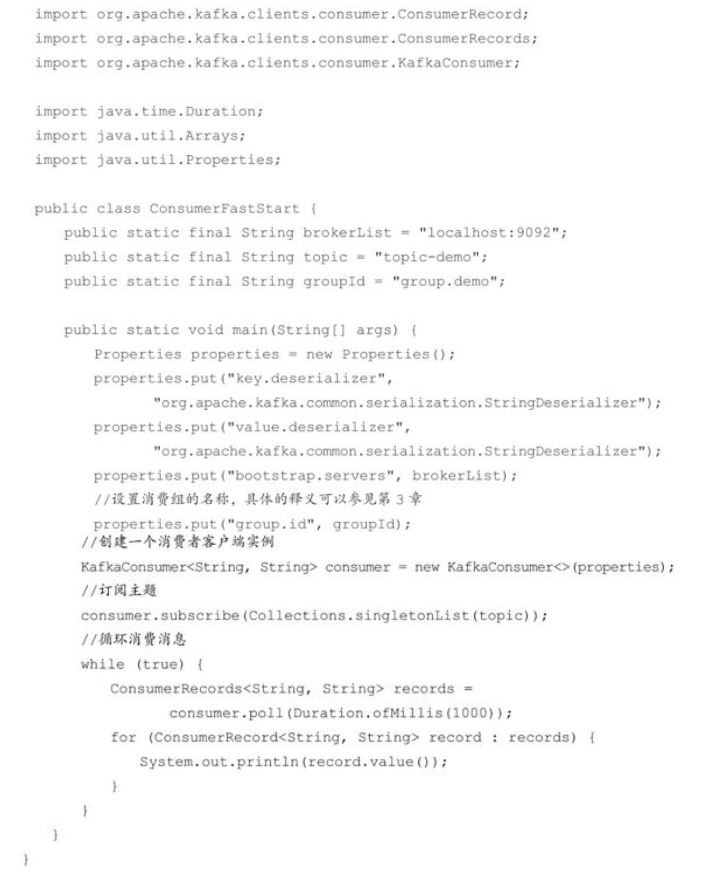 import org.apache.kafka.clients.consumer.ConsumerRecord;
import org.apache.kafka.clients.consumer.ConsumerRecords;
import org.apache.kafka.clients.consumer.KafkaConsumer;

import java.time.Duration;
import java.util.Arrays;
import java.util.Properties;

public class ConsumerFastStart {
    public static final String brokerList = "localhost:9092";
    public static final String topic = "topic-demo";
    public static final String groupId = "group.demo";

    public static void main(String[] args) {
        Properties properties = new Properties();
        properties.put("key.deserializer",
                "org.apache.kafka.common.serialization.StringDeserializer");
        properties.put("value.deserializer",
                "org.apache.kafka.common.serialization.StringDeserializer");
        properties.put("bootstrap.servers", brokerList);
        //设置消费组的名称，具体的释义可以参见第 3 章
        properties.put("group.id", groupId);
        //创建一个消费者客户端实例
        KafkaConsumer<String, String> consumer = new KafkaConsumer<>(properties);
        //订阅主题
        consumer.subscribe(Collections.singletonList(topic));
        //循环消费消息
        while (true) {
            ConsumerRecords<String, String> records =
                    consumer.poll(Duration.ofMillis(1000));
            for (ConsumerRecord<String, String> record : records) {
                System.out.println(record.value());
            }
        }
    }
}